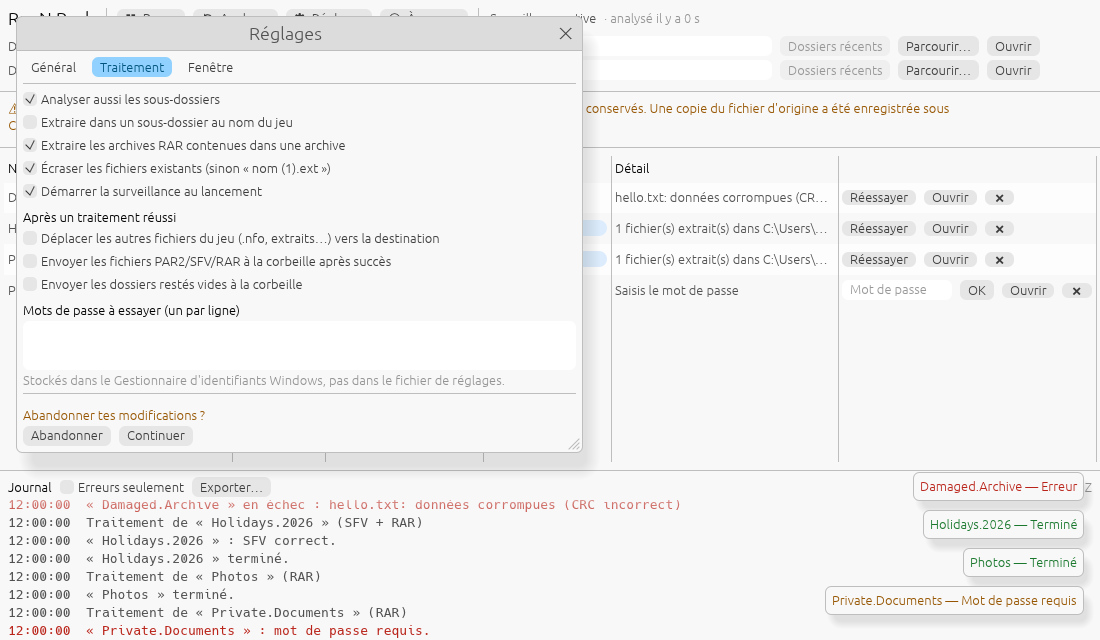 Réglages
Général Traitement Fenêtre
Analyser aussi les sous-dossiers
Extraire dans un sous-dossier au nom du jeu
Extraire les archives RAR contenues dans une archive
Écraser les fichiers existants (sinon « nom (1).ext »)
Démarrer la surveillance au lancement
Après un traitement réussi
Déplacer les autres fichiers du jeu (.nfo, extraits…) vers la destination
Envoyer les fichiers PAR2/SFV/RAR à la corbeille après succès
Envoyer les dossiers restés vides à la corbeille
Mots de passe à essayer (un par ligne)
Stockés dans le Gestionnaire d'identifiants Windows, pas dans le fichier de réglages.
Abandonner tes modifications ?
Abandonner Continuer
· analysé il y a 0 s
Dossiers récents Parcourir… Ouvrir
Dossiers récents Parcourir… Ouvrir
conservés. Une copie du fichier d'origine a été enregistrée sous
Détail
hello.txt: données corrompues (CR… Réessayer Ouvrir ×
1 fichier(s) extrait(s) dans C:\Users\… Réessayer Ouvrir ×
1 fichier(s) extrait(s) dans C:\Users\… Réessayer Ouvrir ×
Saisis le mot de passe Mot de passe OK Ouvrir ×
Journal Erreurs seulement Exporter…
12:00:00 « Damaged.Archive » en échec : hello.txt: données corrompues (CRC incorrect)
12:00:00 Traitement de « Holidays.2026 » (SFV + RAR)
12:00:00 « Holidays.2026 » : SFV correct.
12:00:00 « Holidays.2026 » terminé.
12:00:00 Traitement de « Photos » (RAR)
12:00:00 « Photos » terminé.
12:00:00 Traitement de « Private.Documents » (RAR)
12:00:00 « Private.Documents » : mot de passe requis.
Damaged.Archive — Erreur
Holidays.2026 — Terminé
Photos — Terminé
Private.Documents — Mot de passe requis